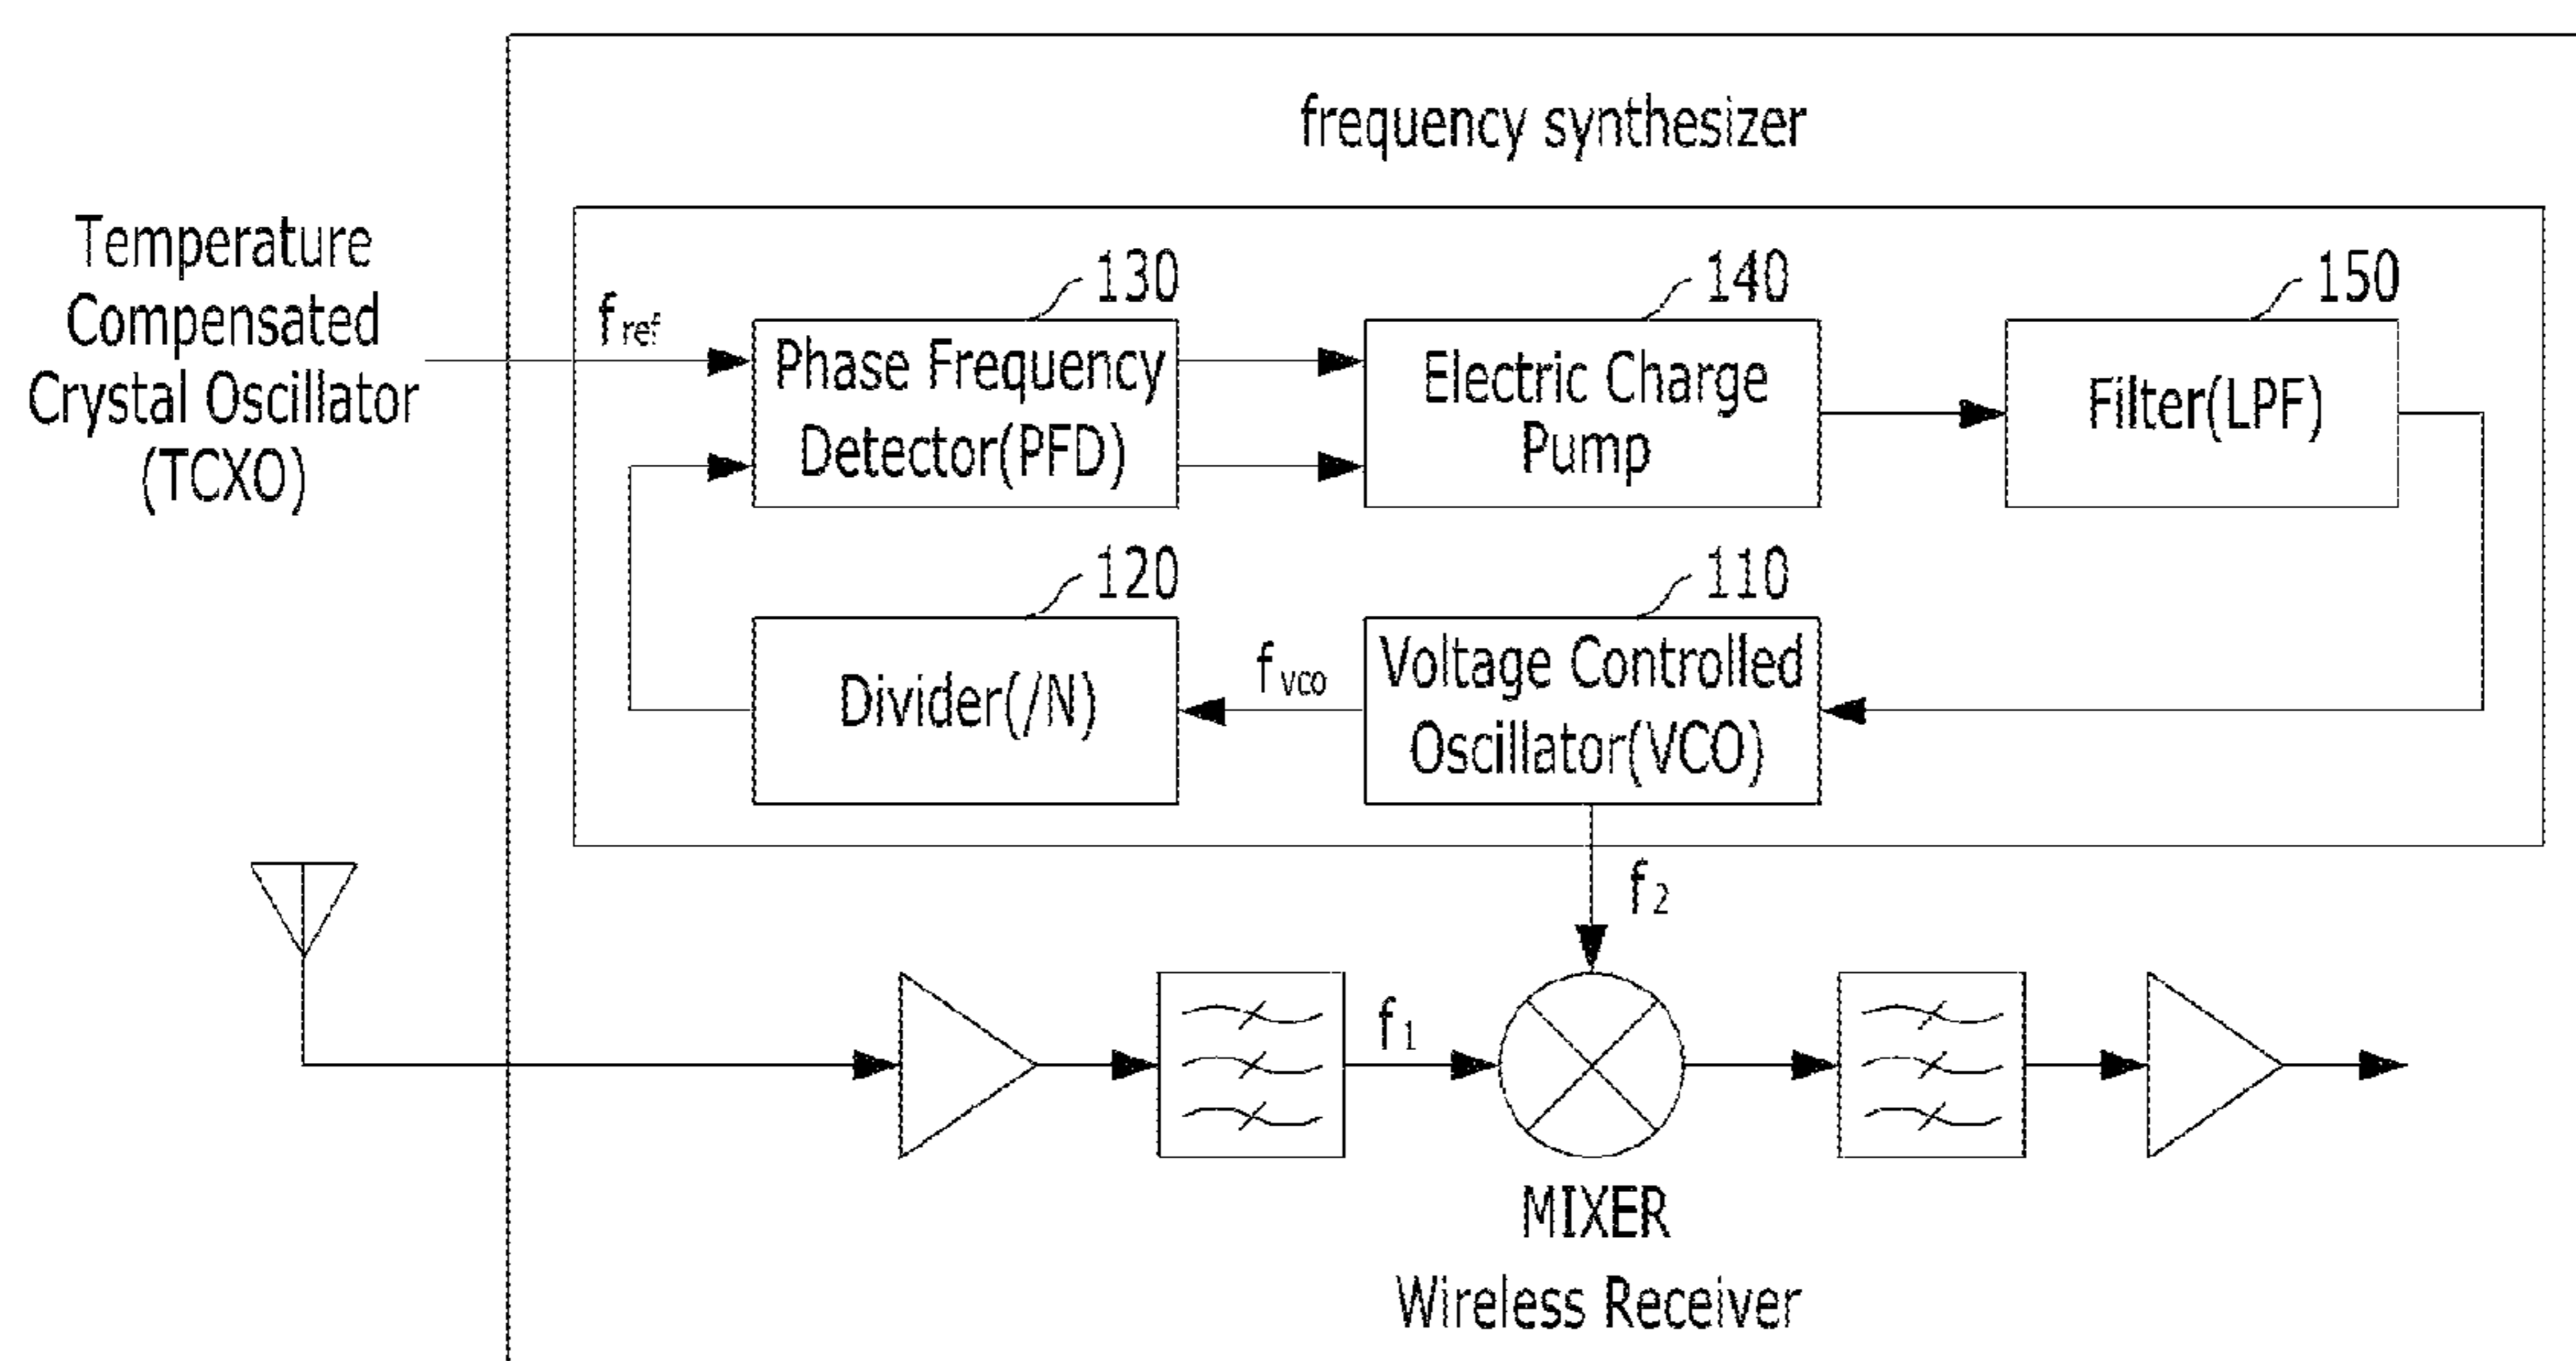 frequency synthesizer
Temperature
Compensated
Crystal Oscillator
(TCXO)
fref
130
Phase Frequency
Detector(PFD)
140
Electric Charge
Pump
150
Filter(LPF)
120
Divider(/N)
fvco
110
Voltage Controlled
Oscillator(VCO)
f2
f1
MIXER
Wireless Receiver